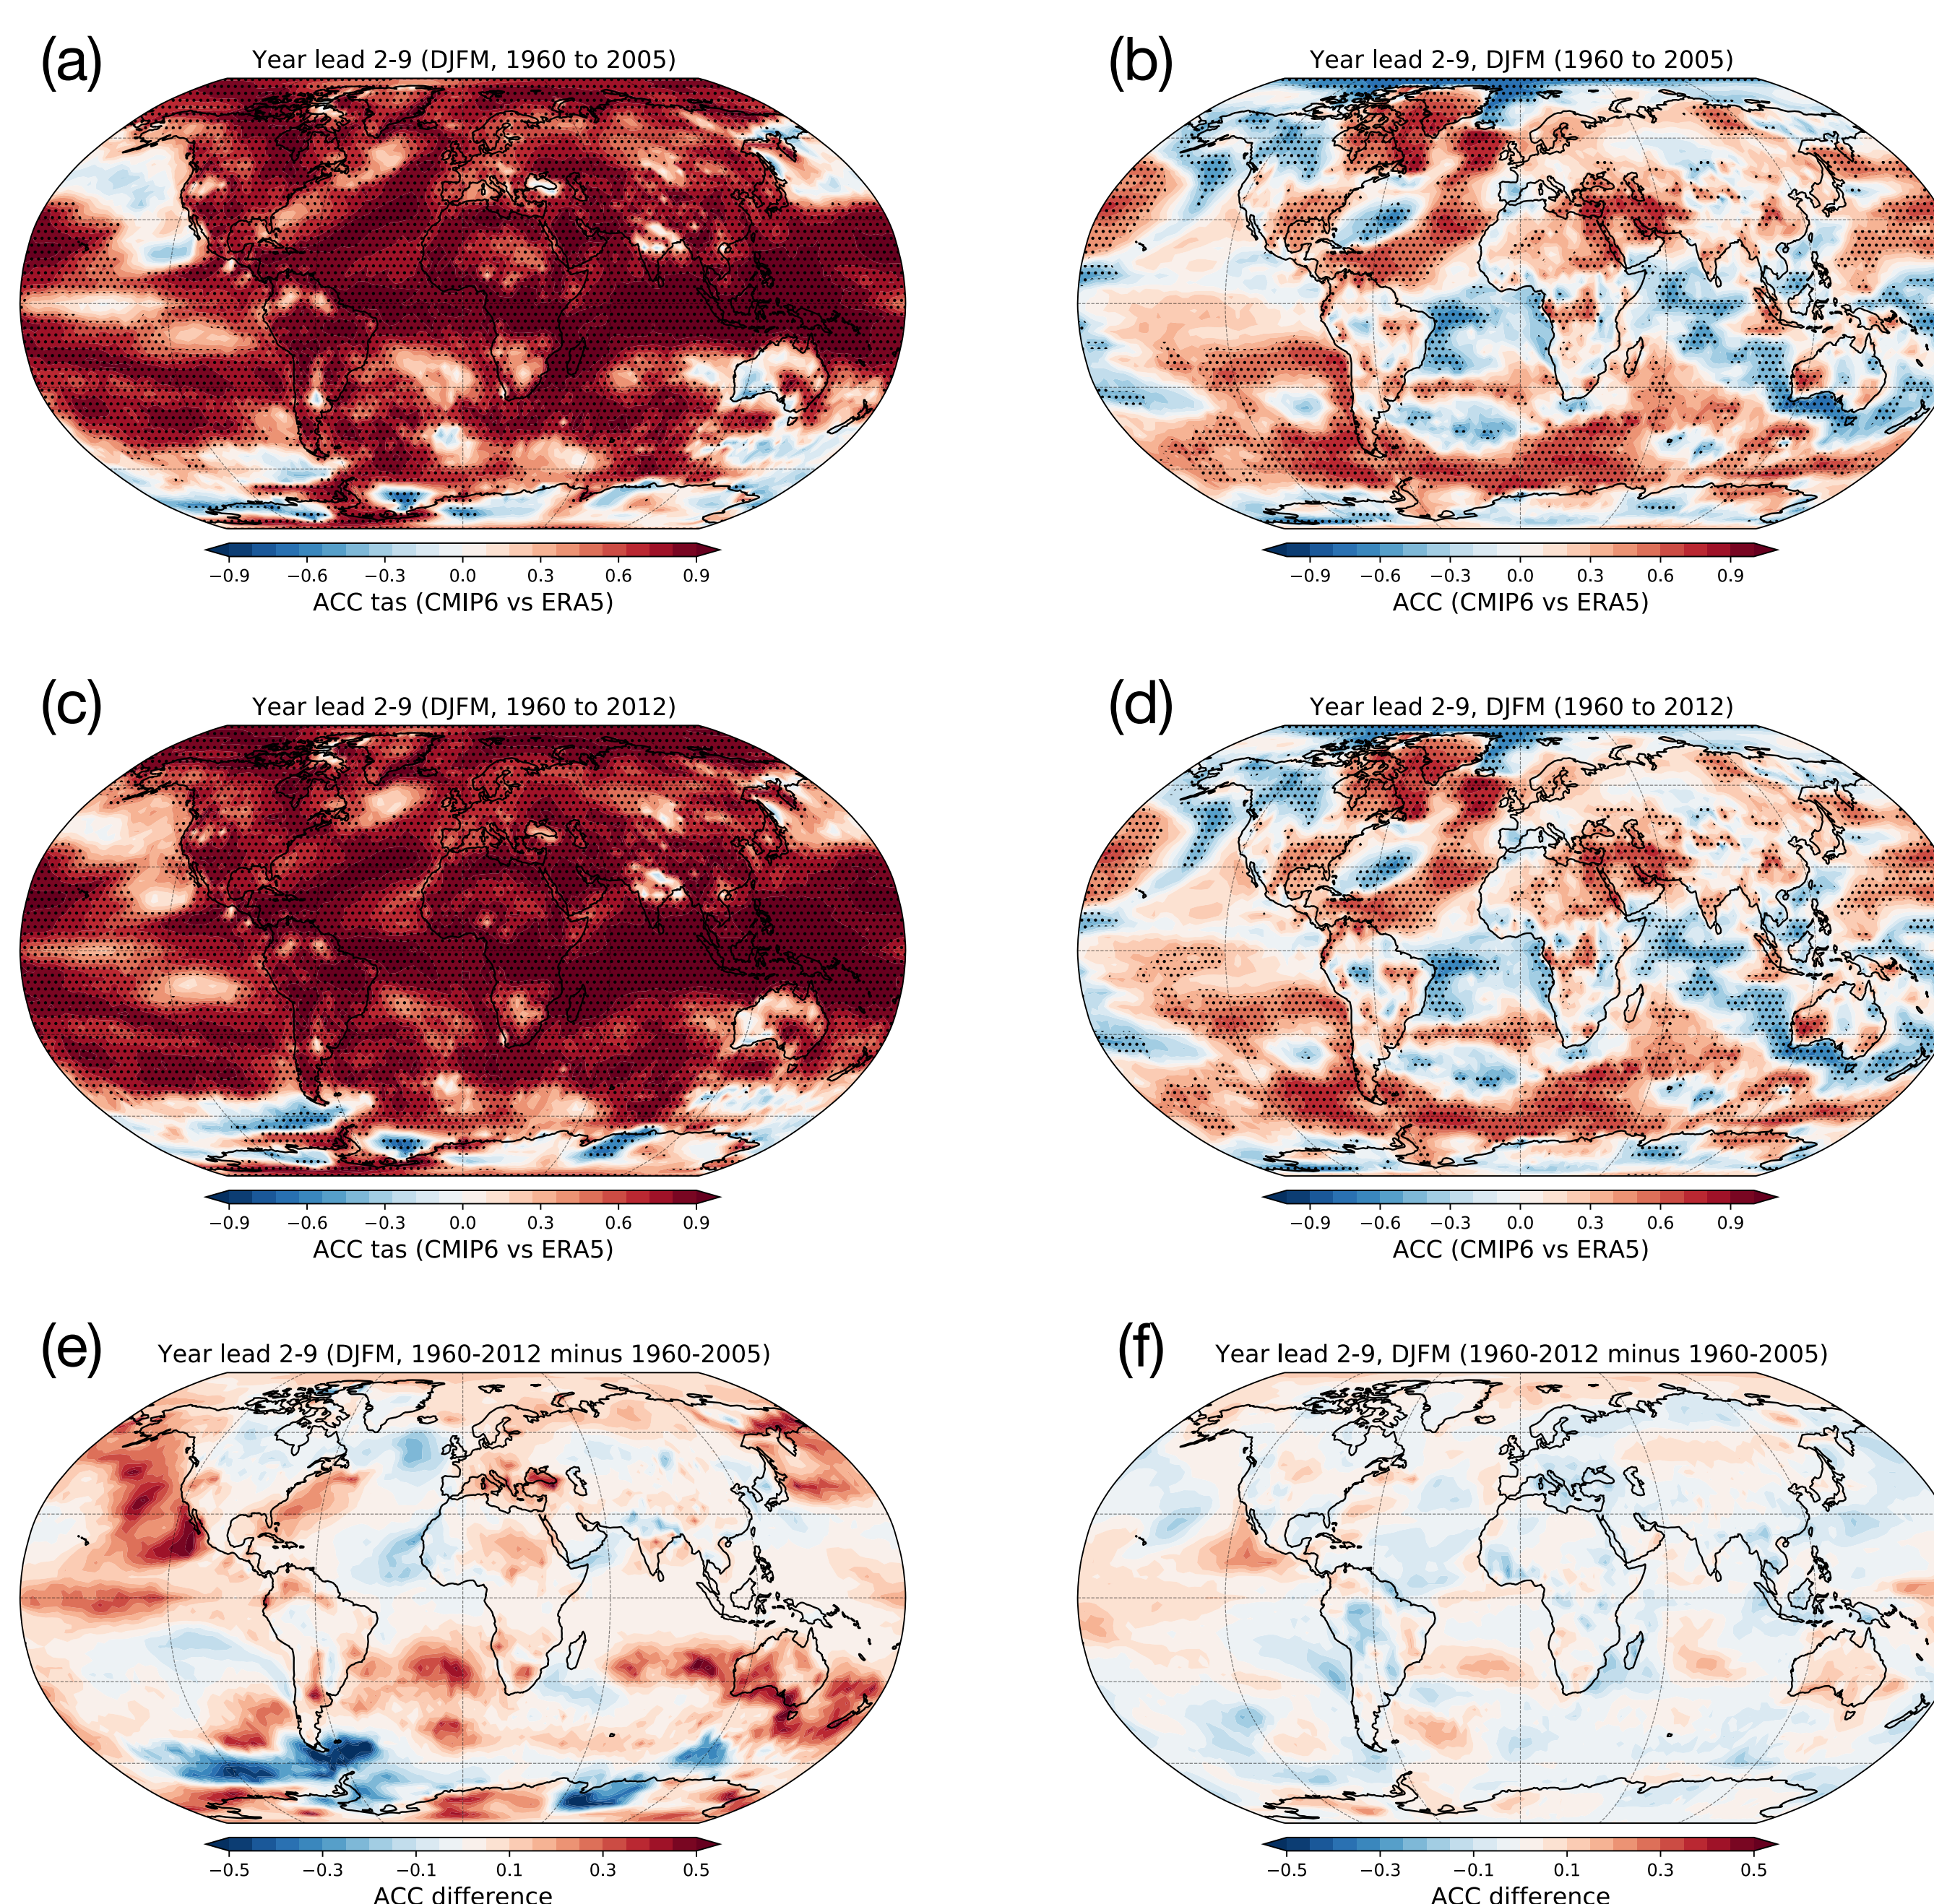 (a)
Year lead 2-9 (DJFM, 1960 to 2005)
−0.9 −0.6 −0.3 0.0 0.3 0.6 0.9
ACC tas (CMIP6 vs ERA5)
(b)
Year lead 2-9, DJFM (1960 to 2005)
−0.9 −0.6 −0.3 0.0 0.3 0.6 0.9
ACC (CMIP6 vs ERA5)
(c)
Year lead 2-9 (DJFM, 1960 to 2012)
−0.9 −0.6 −0.3 0.0 0.3 0.6 0.9
ACC tas (CMIP6 vs ERA5)
(d)
Year lead 2-9, DJFM (1960 to 2012)
−0.9 −0.6 −0.3 0.0 0.3 0.6 0.9
ACC (CMIP6 vs ERA5)
(e)
Year lead 2-9 (DJFM, 1960-2012 minus 1960-2005)
−0.5 −0.3 −0.1 0.1 0.3 0.5
ACC difference
(f)
Year lead 2-9, DJFM (1960-2012 minus 1960-2005)
−0.5 −0.3 −0.1 0.1 0.3 0.5
ACC difference